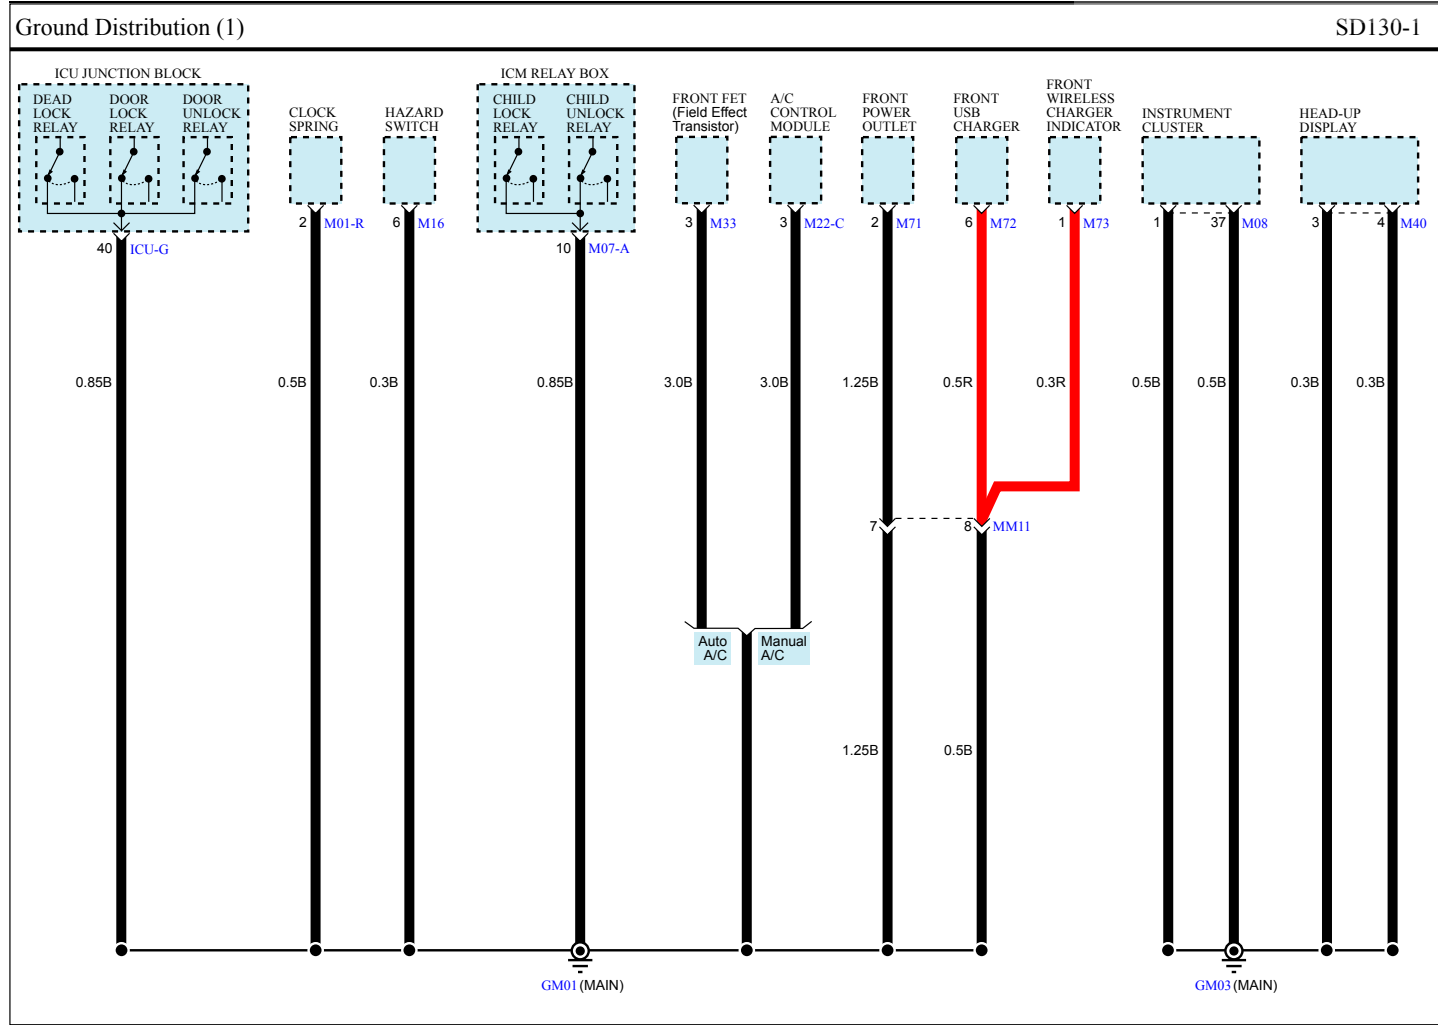 Ground Distribution (1)
SD130-1
ICU JUNCTION BLOCK
DEAD
LOCK
RELAY
DOOR
LOCK
RELAY
DOOR
UNLOCK
RELAY
CLOCK
SPRING
HAZARD
SWITCH
ICM RELAY BOX
CHILD
LOCK
RELAY
CHILD
UNLOCK
RELAY
FRONT FET
(Field Effect
Transistor)
A/C
CONTROL
MODULE
FRONT
POWER
OUTLET
FRONT
USB
CHARGER
FRONT
WIRELESS
CHARGER
INDICATOR
INSTRUMENT
CLUSTER
HEAD-UP
DISPLAY
40 ICU-G
2 M01-R
6 M16
10 M07-A
3 M33
3 M22-C
2 M71
6 M72
1 M73
1
37 M08
3
4 M40
0.85B
0.5B
0.3B
0.85B
3.0B
3.0B
1.25B
0.5R
0.3R
0.5B
0.5B
0.3B
0.3B
7
8 MM11
Auto
A/C
Manual
A/C
1.25B
0.5B
GM01 (MAIN)
GM03 (MAIN)